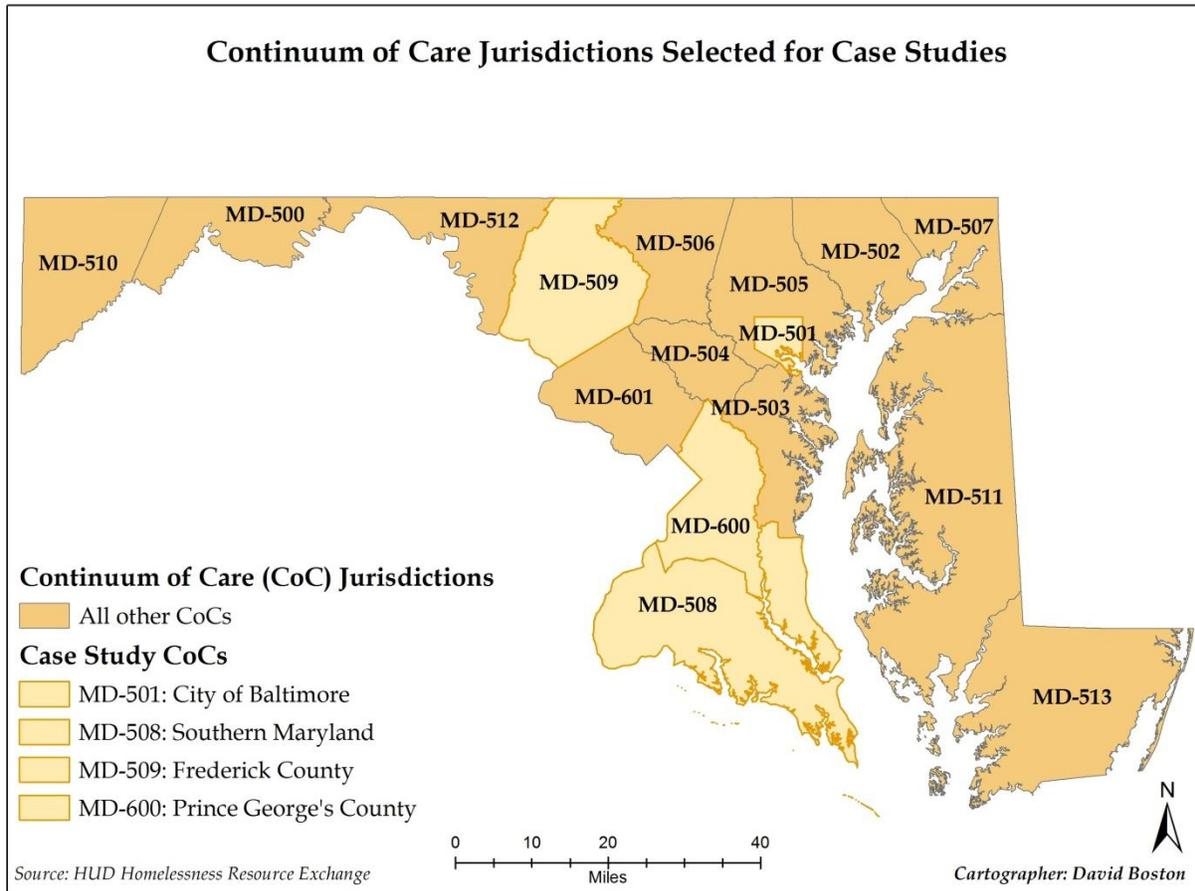 Continuum of Care Jurisdictions Selected for Case Studies
MD-510
MD-500
MD-512
MD-509
MD-506
MD-505
MD-502
MD-507
MD-501
MD-504
MD-601
MD-503
MD-511
MD-600
MD-508
MD-513
Continuum of Care (CoC) Jurisdictions
All other CoCs
Case Study CoCs
MD-501: City of Baltimore
MD-508: Southern Maryland
MD-509: Frederick County
MD-600: Prince George's County
0 10 20 40
Miles
N
Source: HUD Homelessness Resource Exchange
Cartographer: David Boston